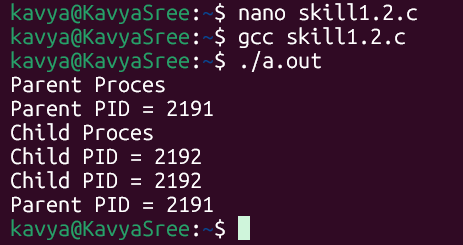 kavya@KavyaSree:~$ nano skill1.2.c
kavya@KavyaSree:~$ gcc skill1.2.c
kavya@KavyaSree:~$ ./a.out
Parent Proces
Parent PID = 2191
Child Proces
Child PID = 2192
Child PID = 2192
Parent PID = 2191
kavya@KavyaSree:~$